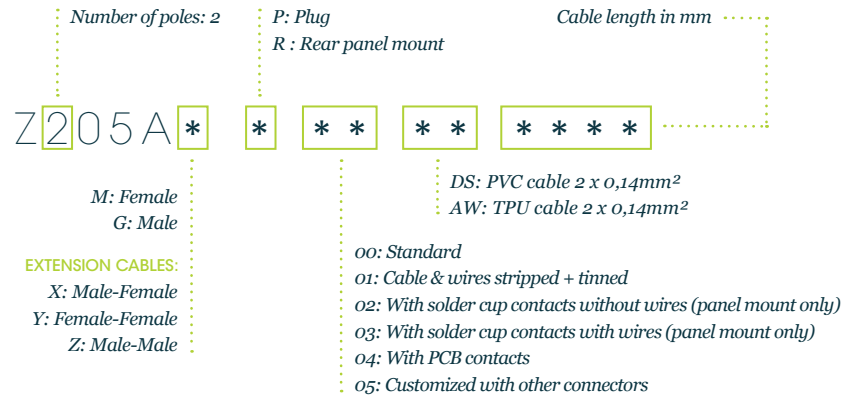 Number of poles: 2
P: Plug
R : Rear panel mount
Cable length in mm
Z205A* * ** ** ****
M: Female
G: Male
EXTENSION CABLES:
X: Male-Female
Y: Female-Female
Z: Male-Male
DS: PVC cable 2 x 0,14mm²
AW: TPU cable 2 x 0,14mm²
00: Standard
01: Cable & wires stripped + tinned
02: With solder cup contacts without wires (panel mount only)
03: With solder cup contacts with wires (panel mount only)
04: With PCB contacts
05: Customized with other connectors